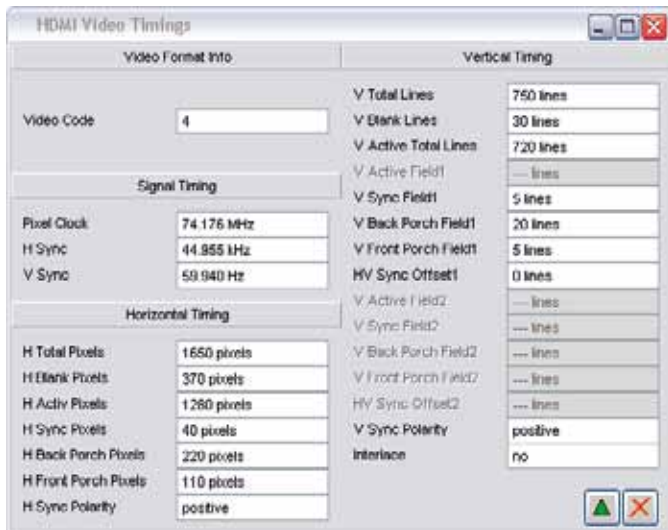 HDMI Video Timings
Video Format Info
Video Code 4
Signal Timing
Pixel Clock 74.176 MHz
H Sync 44.955 kHz
V Sync 59.940 Hz
Horizontal Timing
H Total Pixels 1650 pixels
H Blank Pixels 370 pixels
H Activ Pixels 1280 pixels
H Sync Pixels 40 pixels
H Back Porch Pixels 220 pixels
H Front Porch Pixels 110 pixels
H Sync Polarity positive
Vertical Timing
V Total Lines 750 lines
V Blank Lines 30 lines
V Active Total Lines 720 lines
V Active Field1 --- lines
V Sync Field1 5 lines
V Back Porch Field1 20 lines
V Front Porch Field1 5 lines
HV Sync Offset1 0 lines
V Active Field2 --- lines
V Sync Field2 --- lines
V Back Porch Field2 --- lines
V Front Porch Field2 --- lines
HV Sync Offset2 --- lines
V Sync Polarity positive
Interlace no